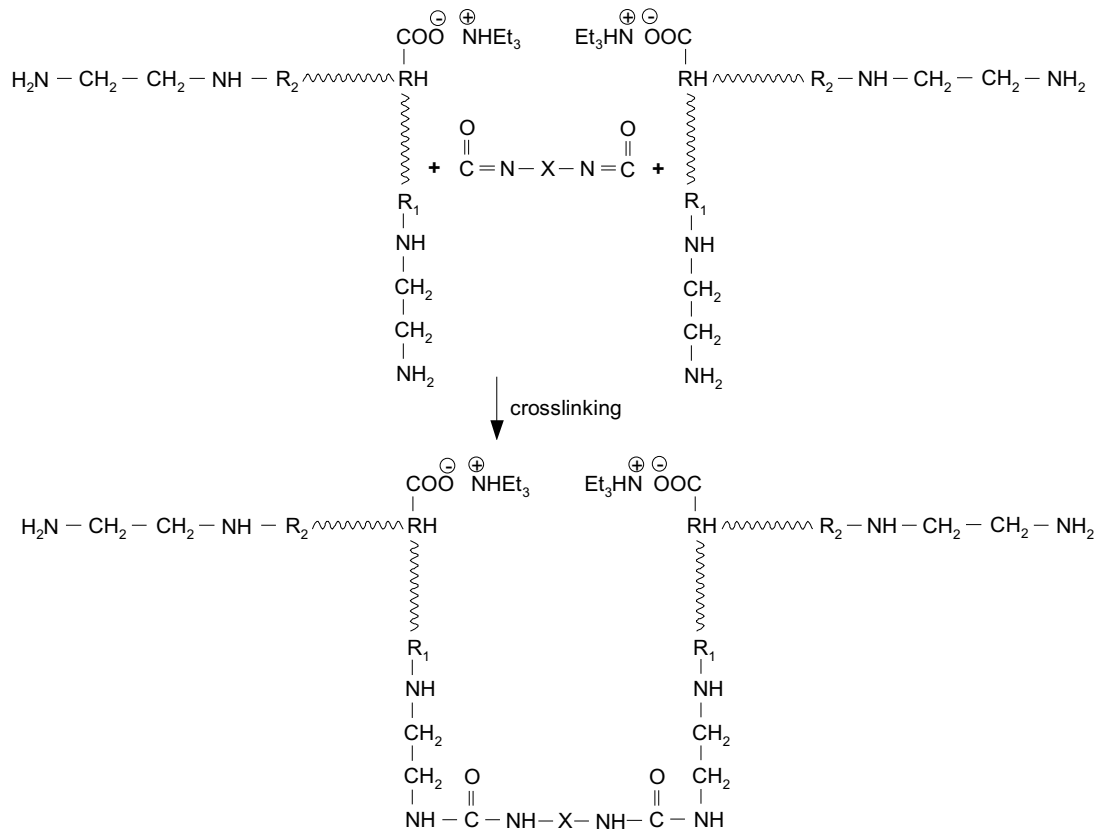 COO⊖ ⊕NHEt₃ Et₃HN⊕ ⊖OOC
H₂N — CH₂ — CH₂ — NH — R₂ RH RH R₂ — NH — CH₂ — CH₂ — NH₂
O O
+ C = N — X — N = C +
R₁ R₁
NH NH
CH₂ CH₂
CH₂ CH₂
NH₂ NH₂
crosslinking
COO⊖ ⊕NHEt₃ Et₃HN⊕ ⊖OOC
H₂N — CH₂ — CH₂ — NH — R₂ RH RH R₂ — NH — CH₂ — CH₂ — NH₂
R₁ R₁
NH NH
CH₂ CH₂
CH₂ O O CH₂
NH — C — NH — X — NH — C — NH